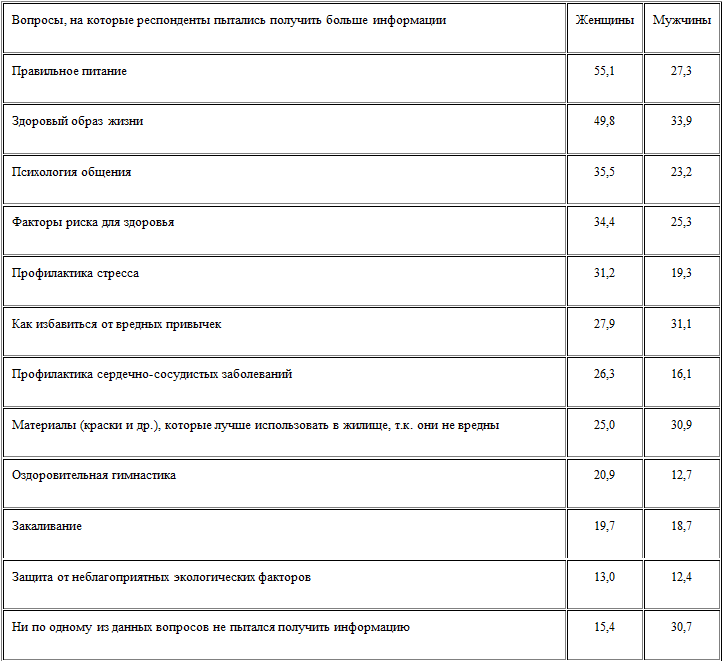 Вопросы, на которые респонденты пытались получить больше информации Женщины Мужчины
Правильное питание 55,1 27,3
Здоровый образ жизни 49,8 33,9
Психология общения 35,5 23,2
Факторы риска для здоровья 34,4 25,3
Профилактика стресса 31,2 19,3
Как избавиться от вредных привычек 27,9 31,1
Профилактика сердечно-сосудистых заболеваний 26,3 16,1
Материалы (краски и др.), которые лучше использовать в жилище, т.к. они не вредны 25,0 30,9
Оздоровительная гимнастика 20,9 12,7
Закаливание 19,7 18,7
Защита от неблагоприятных экологических факторов 13,0 12,4
Ни по одному из данных вопросов не пытался получить информацию 15,4 30,7